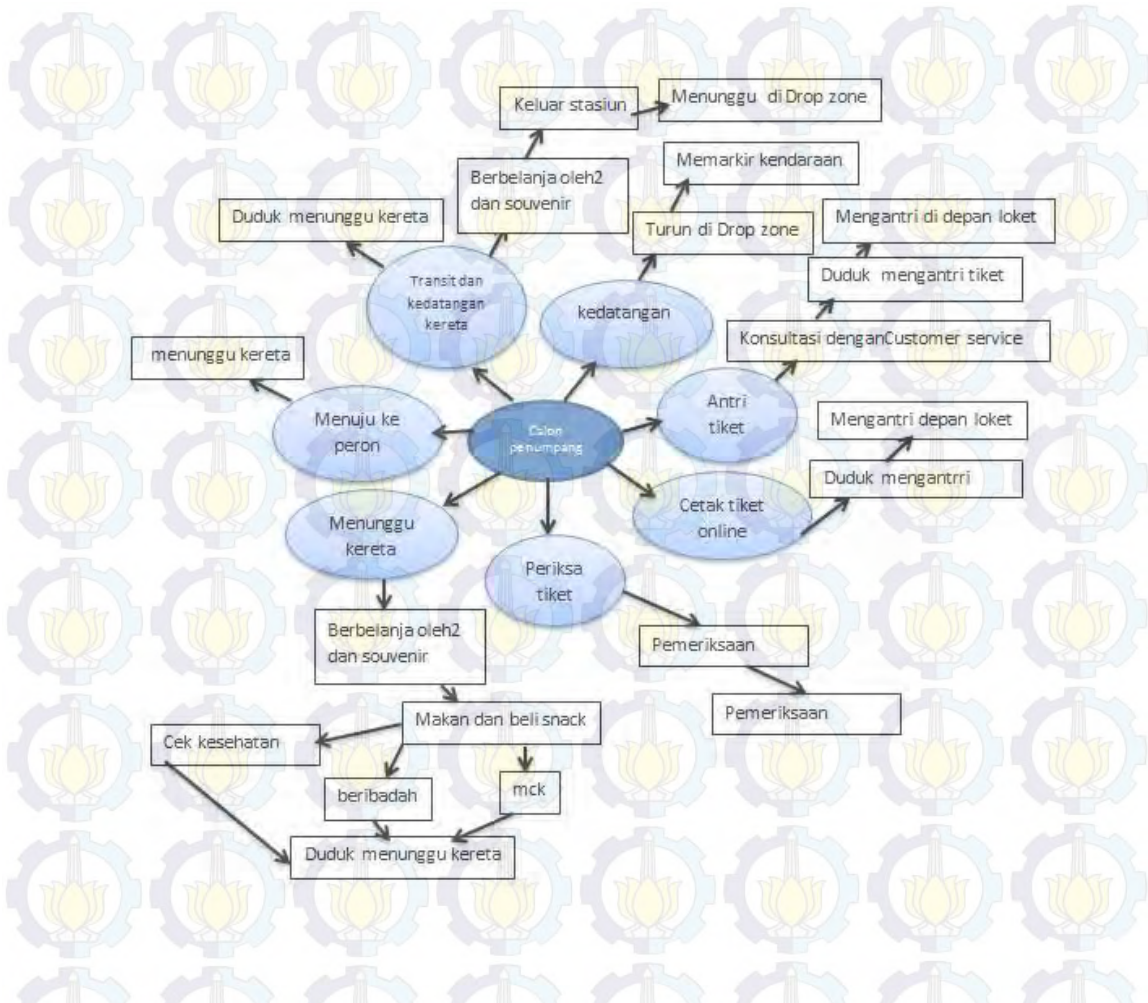 Keluar stasiun
Menunggu di Drop zone
Memarkir kendaraan
Berbelanja oleh2
dan souvenir
Duduk menunggu kereta
Turun di Drop zone
Mengantri di depan loket
Duduk mengantri tiket
Transit dan
kedatangan
kereta
kedatangan
Konsultasi denganCustomer service
menunggu kereta
Menuju ke
peron
Calon
penumpang
Antri
tiket
Mengantri depan loket
Duduk mengantrri
Cetak tiket
online
Menunggu
kereta
Periksa
tiket
Berbelanja oleh2
dan souvenir
Pemeriksaan
Pemeriksaan
Makan dan beli snack
Cek kesehatan
beribadah
mck
Duduk menunggu kereta